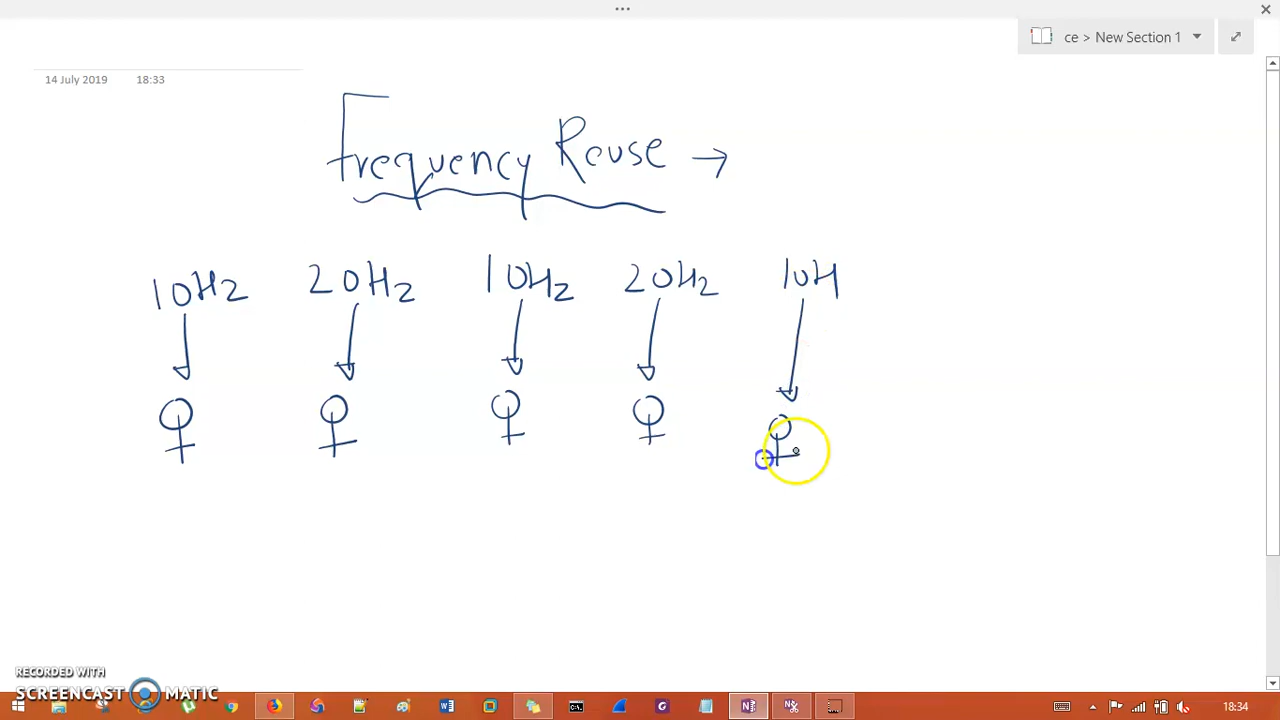 ce > New Section 1
14 July 2019 18:33
Frequency Reuse →
10Hz 20Hz 10Hz 20Hz 10H
RECORDED WITH
SCREENCAST MATIC
18:34